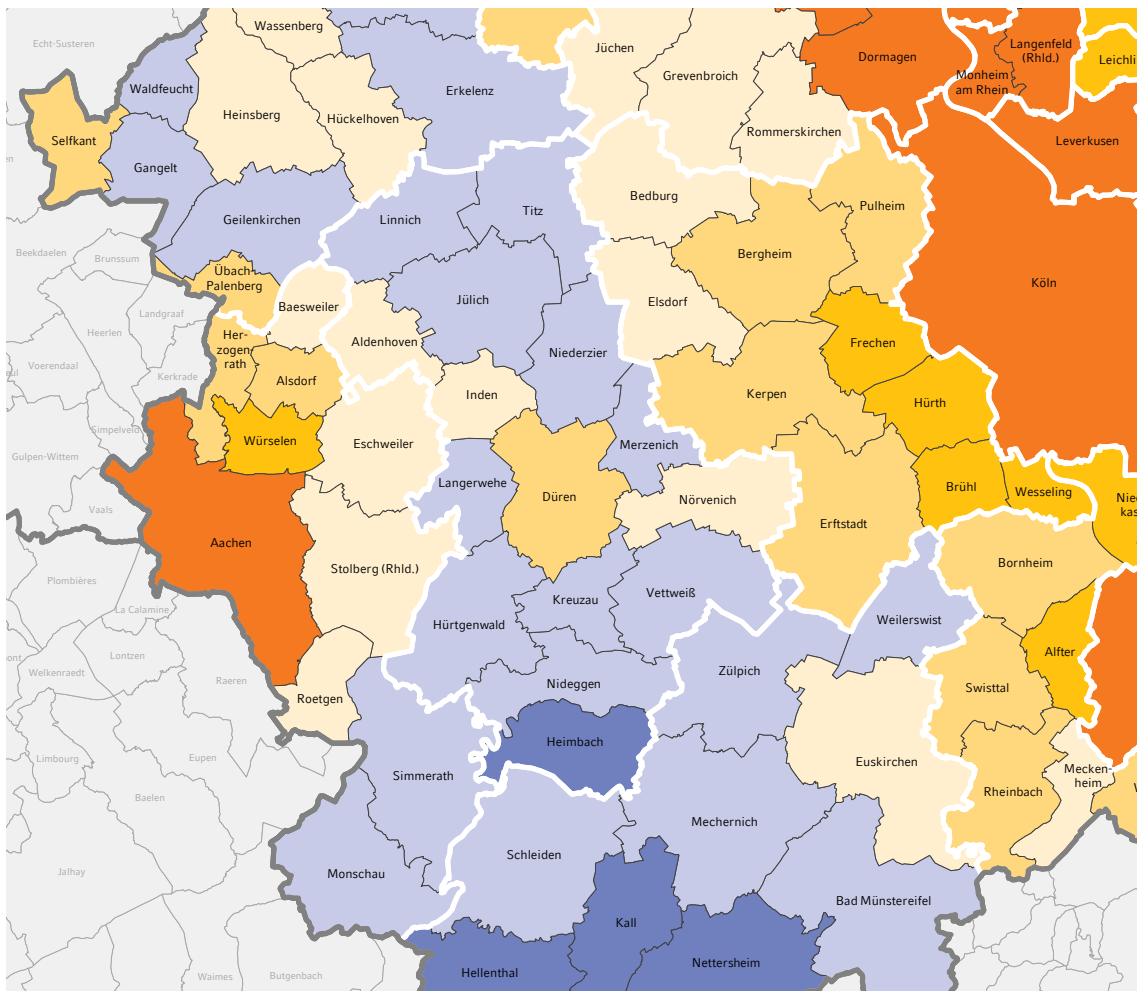 Echt-Susteren
Wassenberg
Jüchen
Grevenbroich
Dormagen
Langenfeld
(Rhld.)
Monheim
am Rhein
Leichli
Waldfeucht
Heinsberg
Hückelhoven
Erkelenz
Rommerskirchen
Leverkusen
Selfkant
Gangelt
Geilenkirchen
Linnich
Titz
Bedburg
Pulheim
Bergheim
Köln
Beekdaelen
Brunssum
Übach-
Palenberg
Baesweiler
Jülich
Elsdorf
Landgraaf
Heerlen
Her-
zogen-
rath
Aldenhoven
Niederzier
Frechen
Voerendaal
Kerkrade
Alsdorf
Inden
Kerpen
Hürth
Simpelveld
Würselen
Eschweiler
Merzenich
Gulpen-Wittem
Langerwehe
Düren
Nörvenich
Brühl
Wesseling
Nied
kas
Vaals
Aachen
Erftstadt
Stolberg (Rhld.)
Bornheim
Plombières
La Calamine
Kreuzau
Vettweiß
Hürtgenwald
Weilerswist
Lontzen
Welkenraedt
Raeren
Alfter
Zülpich
Nideggen
Roetgen
Swisttal
Heimbach
Limbourg
Eupen
Simmerath
Euskirchen
Mecken-
heim
Rheinbach
Baelen
Mechernich
Schleiden
Jalhay
Monschau
Bad Münstereifel
Kall
Nettersheim
Hellenthal
Waimes
Butgenbach